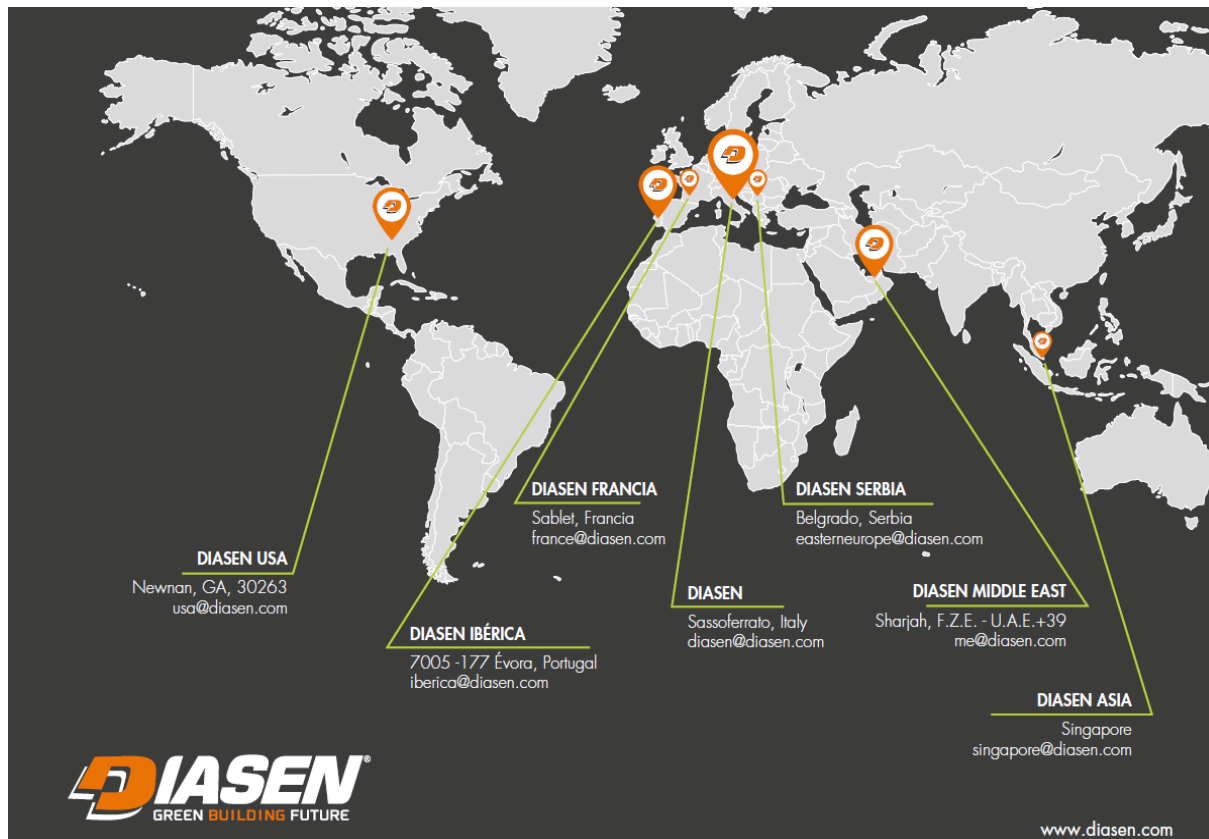 DIASEN FRANCIA
Sablet, Francia
france@diasen.com
DIASEN SERBIA
Belgrado, Serbia
easterneurope@diasen.com
DIASEN USA
Newnan, GA, 30263
usa@diasen.com
DIASEN IBÉRICA
7005 -177 Évora, Portugal
iberica@diasen.com
DIASEN
Sassoferrato, Italy
diasen@diasen.com
DIASEN MIDDLE EAST
Sharjah, F.Z.E. - U.A.E.+39
me@diasen.com
DIASEN ASIA
Singapore
singapore@diasen.com
DIASEN®
GREEN BUILDING FUTURE
www.diasen.com